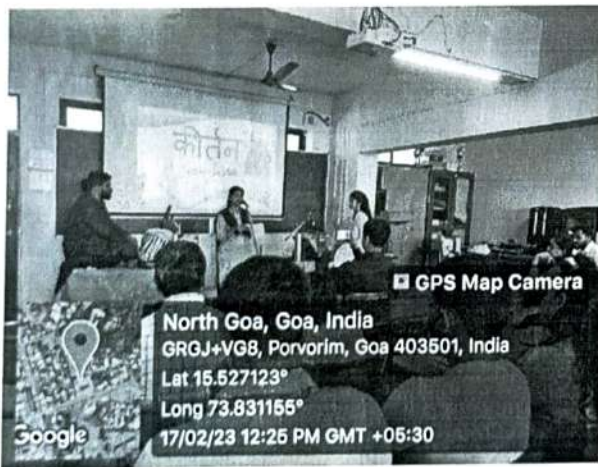 कीर्तन
GPS Map Camera
North Goa, Goa, India
GRGJ+VG8, Porvorim, Goa 403501, India
Lat 15.527123°
Long 73.831155°
17/02/23 12:25 PM GMT +05:30
Google